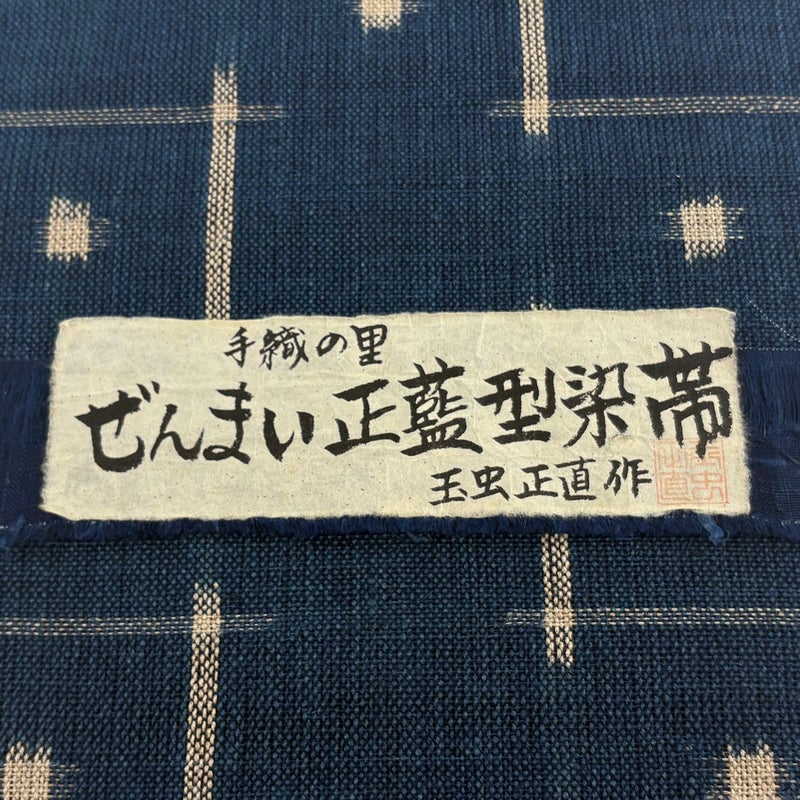 手織の里
ぜんまい正藍型染帯
玉虫正直作